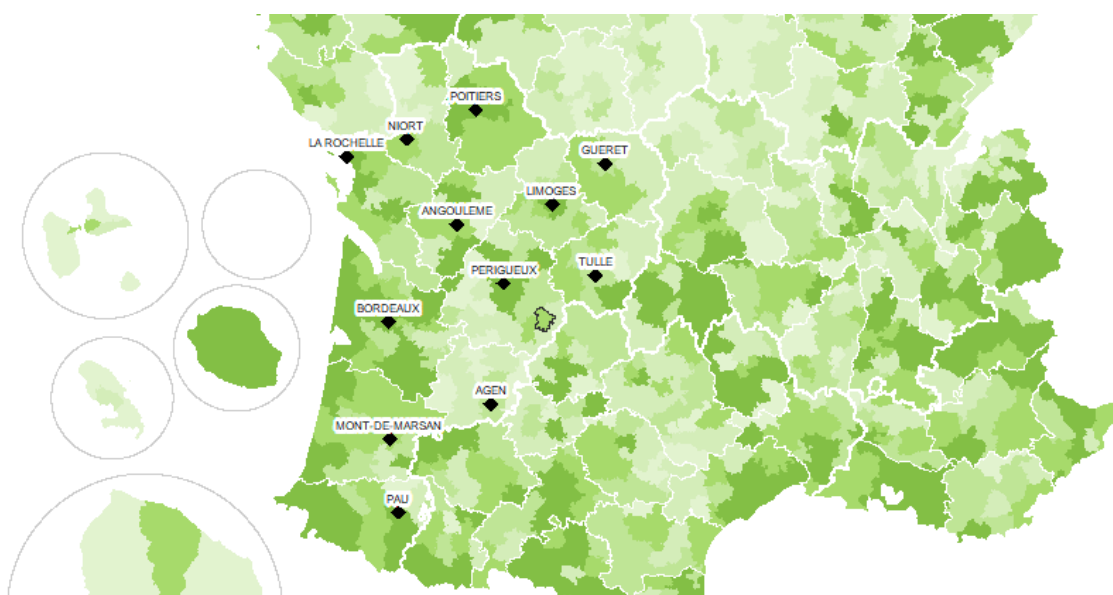 POITIERS
NIORT
LA ROCHELLE
GUERET
LIMOGES
ANGOULEME
PERIGUEUX
TULLE
BORDEAUX
AGEN
MONT-DE-MARSAN
PAU